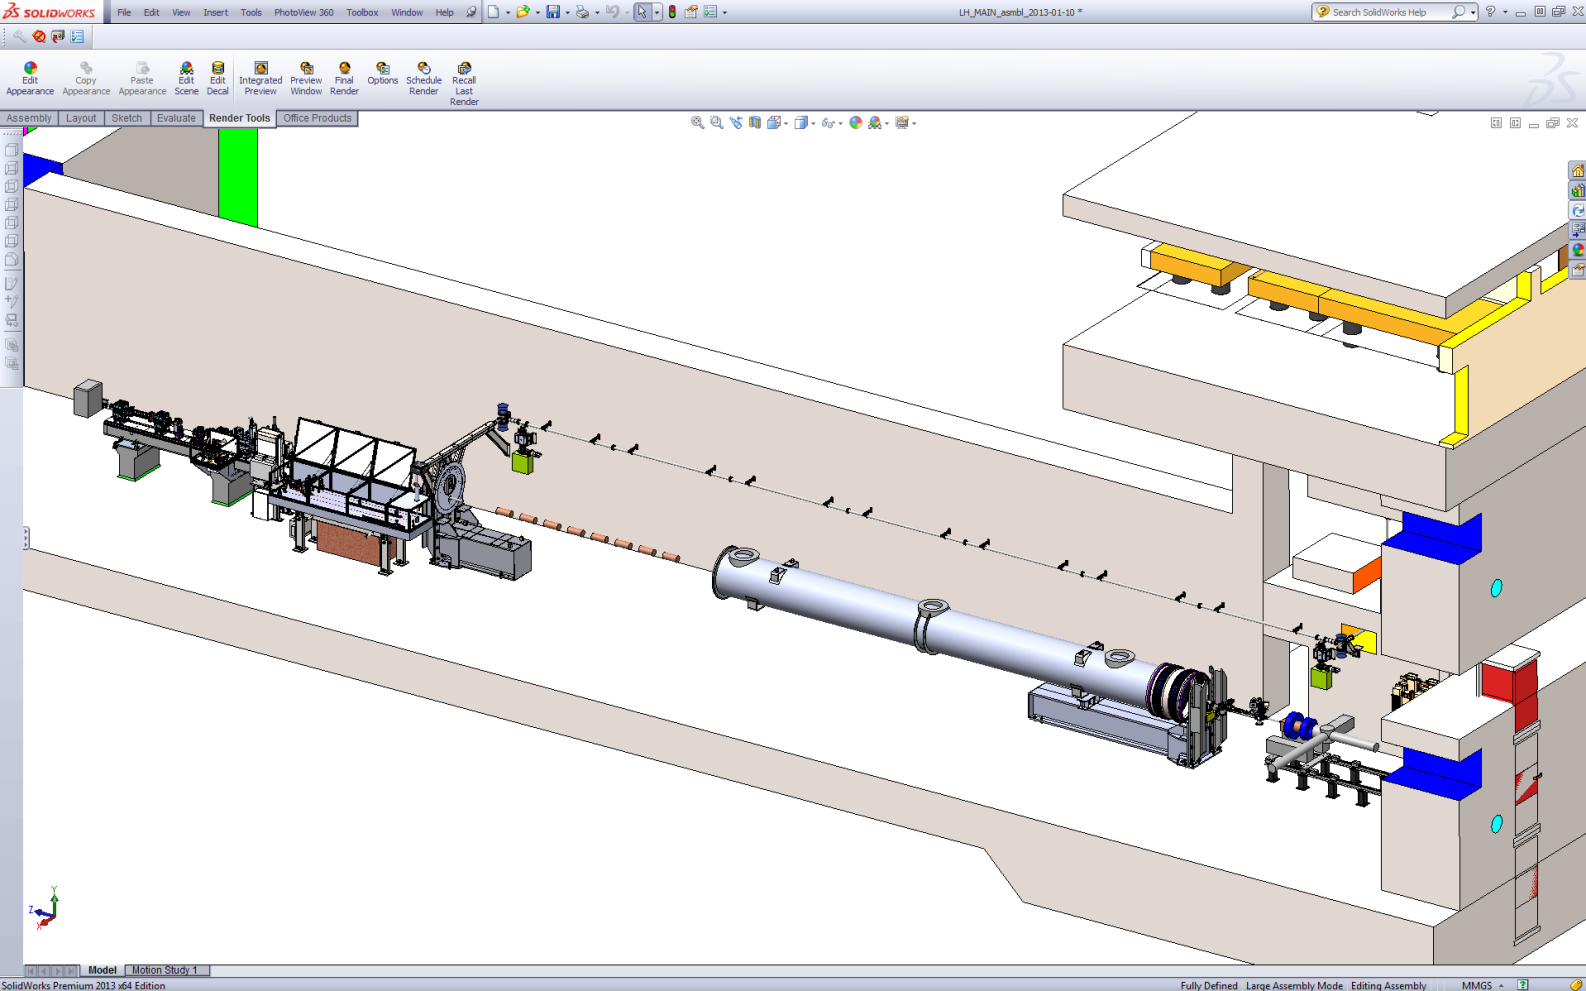 SOLIDWORKS File Edit View Insert Tools PhotoView 360 Toolbox Window Help LH_MAIN_asmbl_2013-01-10 * Search SolidWorks Help
Edit Appearance
Copy Appearance
Paste Appearance
Edit Scene
Edit Decal
Integrated Preview
Preview Window
Final Render
Options
Schedule Render
Recall Last Render
Assembly Layout Sketch Evaluate Render Tools Office Products
Y
Z
X
Model Motion Study 1
SolidWorks Premium 2013 x64 Edition Fully Defined Large Assembly Mode Editing Assembly MMGS